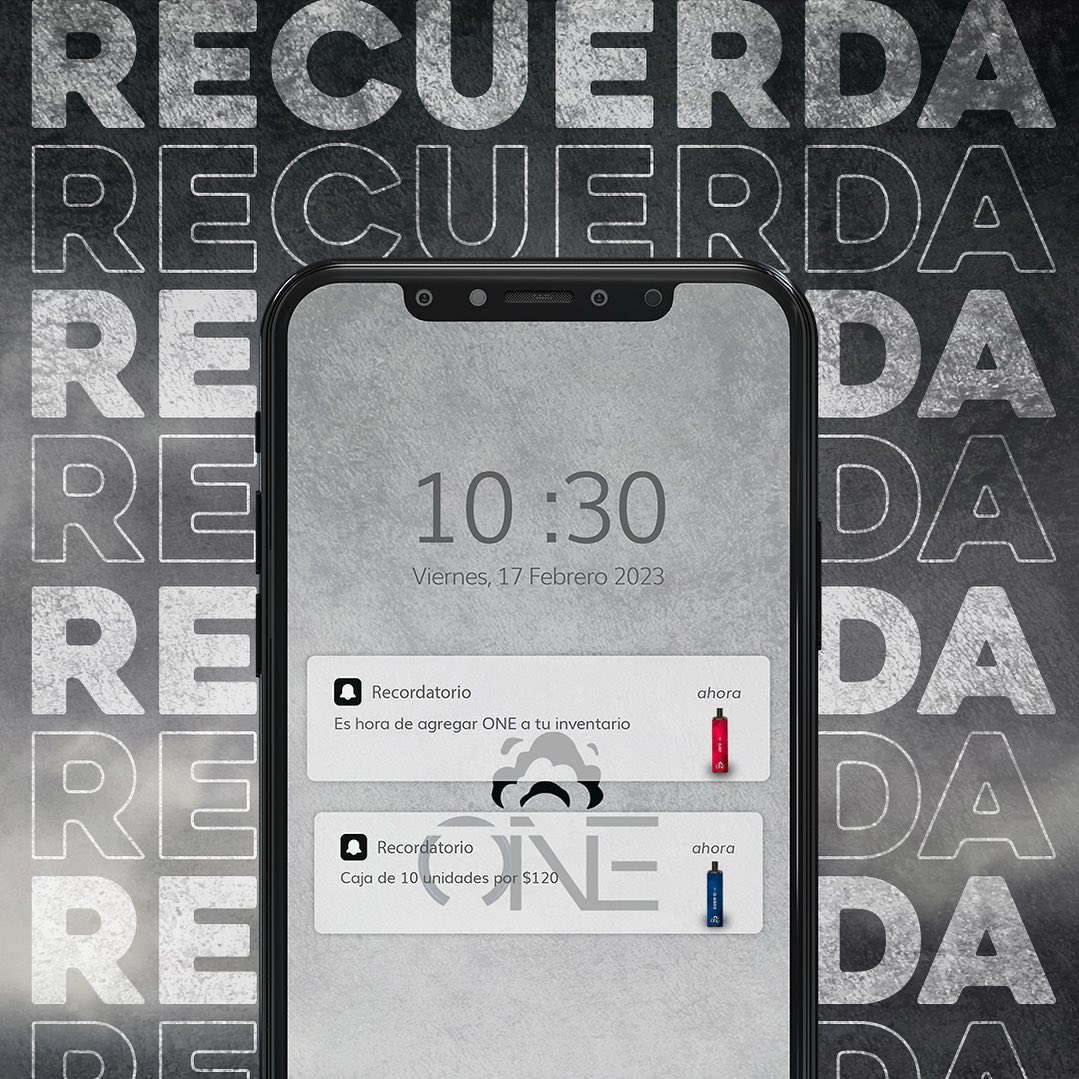 RECUERDA
RECUERDA
RE DA
RE DA
RE DA
RE DA
RE DA
RE DA
10 :30
Viernes, 17 Febrero 2023
Recordatorio ahora
Es hora de agregar ONE a tu inventario
ONE
Recordatorio ahora
Caja de 10 unidades por $120